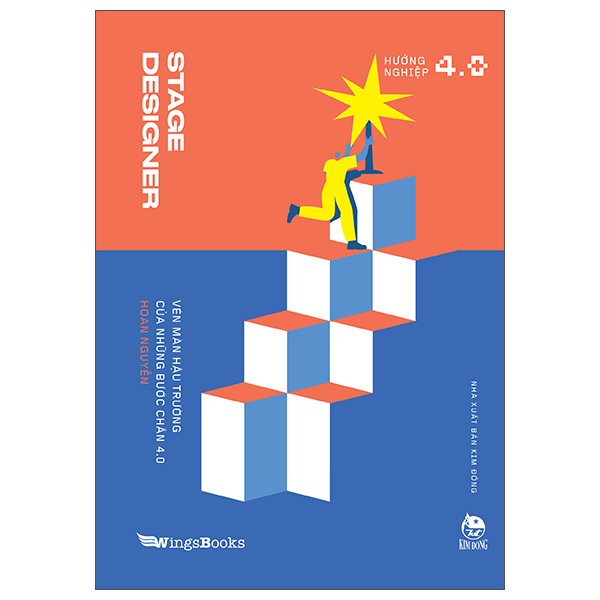 STAGE
DESIGNER
HƯỚNG
NGHIỆP
4.0
VÉN MÀN HẬU TRƯỜNG
CỦA NHỮNG BƯỚC CHÂN 4.0
HOAN NGUYỄN
NHÀ XUẤT BẢN KIM ĐỒNG
WingsBooks
KIM ĐỒNG